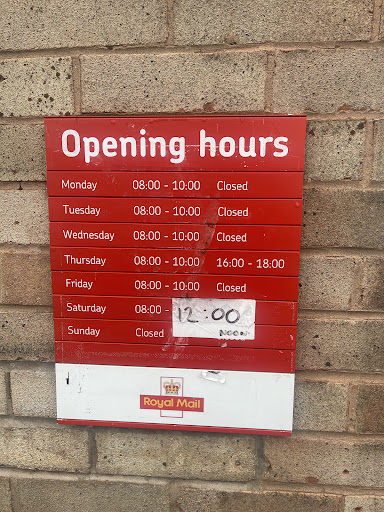 Opening hours
Monday 08:00 - 10:00 Closed
Tuesday 08:00 - 10:00 Closed
Wednesday 08:00 - 10:00 Closed
Thursday 08:00 - 10:00 16:00 - 18:00
Friday 08:00 - 10:00 Closed
Saturday 08:00 - 12:00
Sunday Closed NOON
Royal Mail